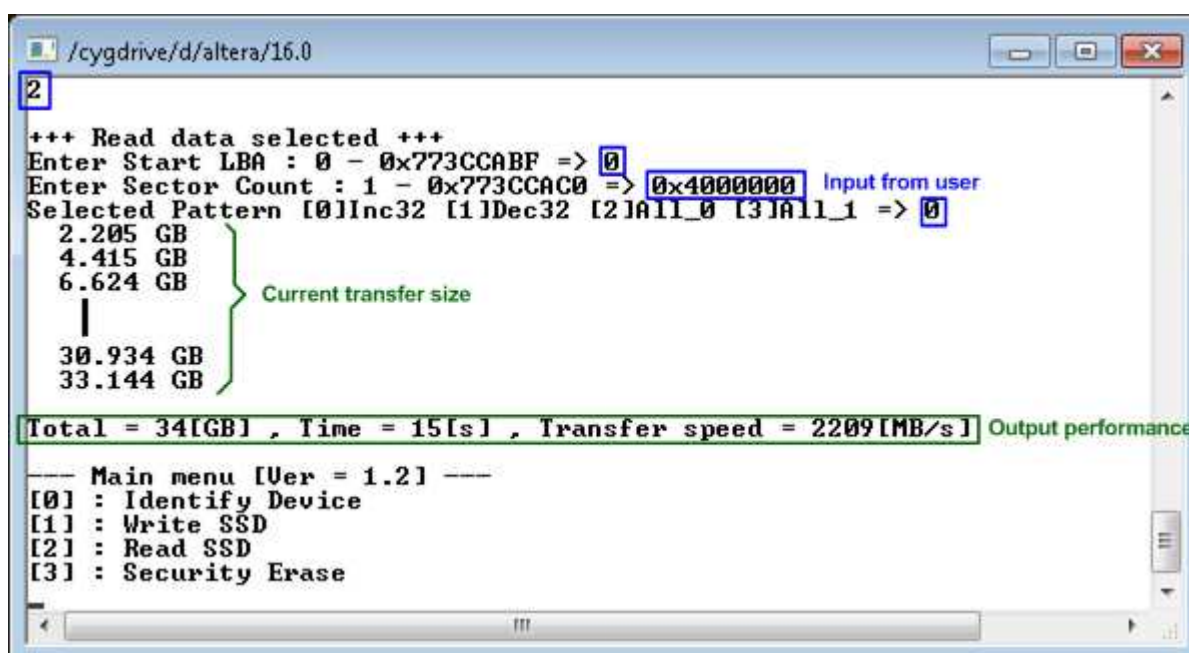 /cygdrive/d/altera/16.0
2
+++ Read data selected +++
Enter Start LBA : 0 - 0x773CCABF => 0
Enter Sector Count : 1 - 0x773CCAC0 => 0x4000000 Input from user
Selected Pattern [0]Inc32 [1]Dec32 [2]All_0 [3]All_1 => 0
2.205 GB
4.415 GB
6.624 GB
Current transfer size
30.934 GB
33.144 GB
Total = 34[GB] , Time = 15[s] , Transfer speed = 2209[MB/s] Output performance
--- Main menu [Ver = 1.2] ---
[0] : Identify Device
[1] : Write SSD
[2] : Read SSD
[3] : Security Erase